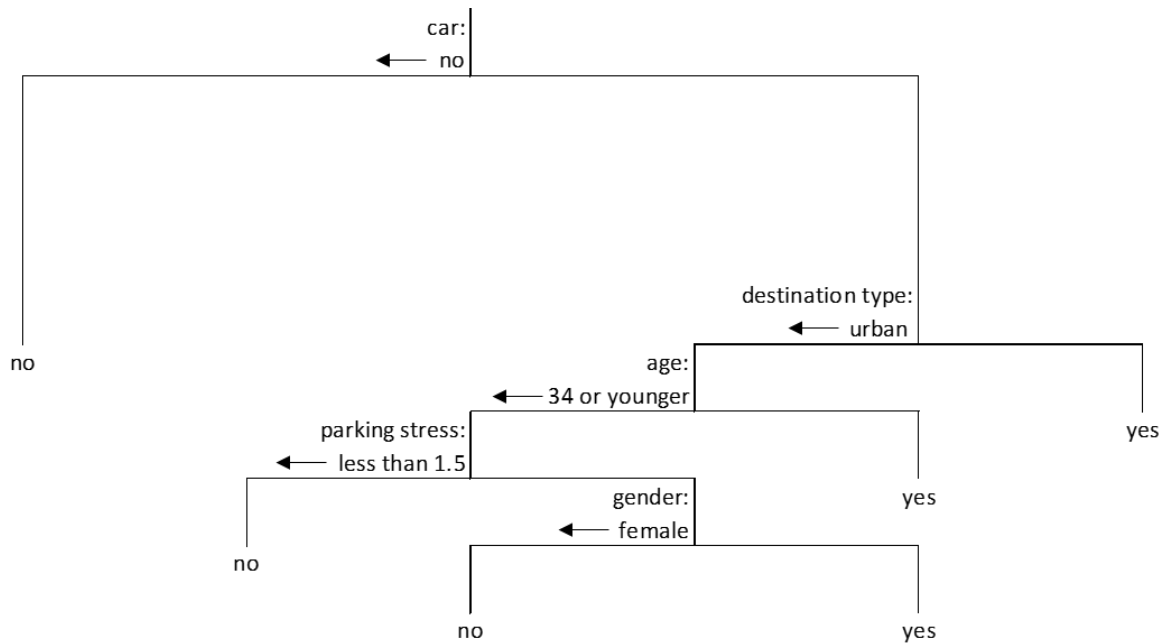 car:
no
destination type:
urban
no
age:
34 or younger
yes
parking stress:
less than 1.5
yes
gender:
female
no
no
yes